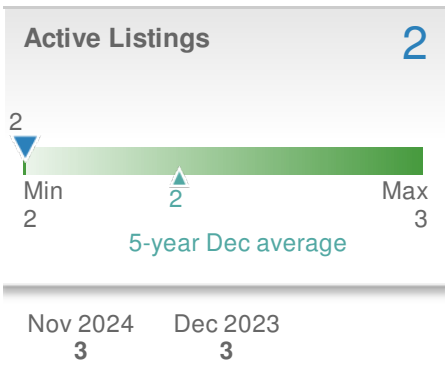 Active Listings 2
2
Min Max
2
2 3
5-year Dec average
Nov 2024 Dec 2023
3 3